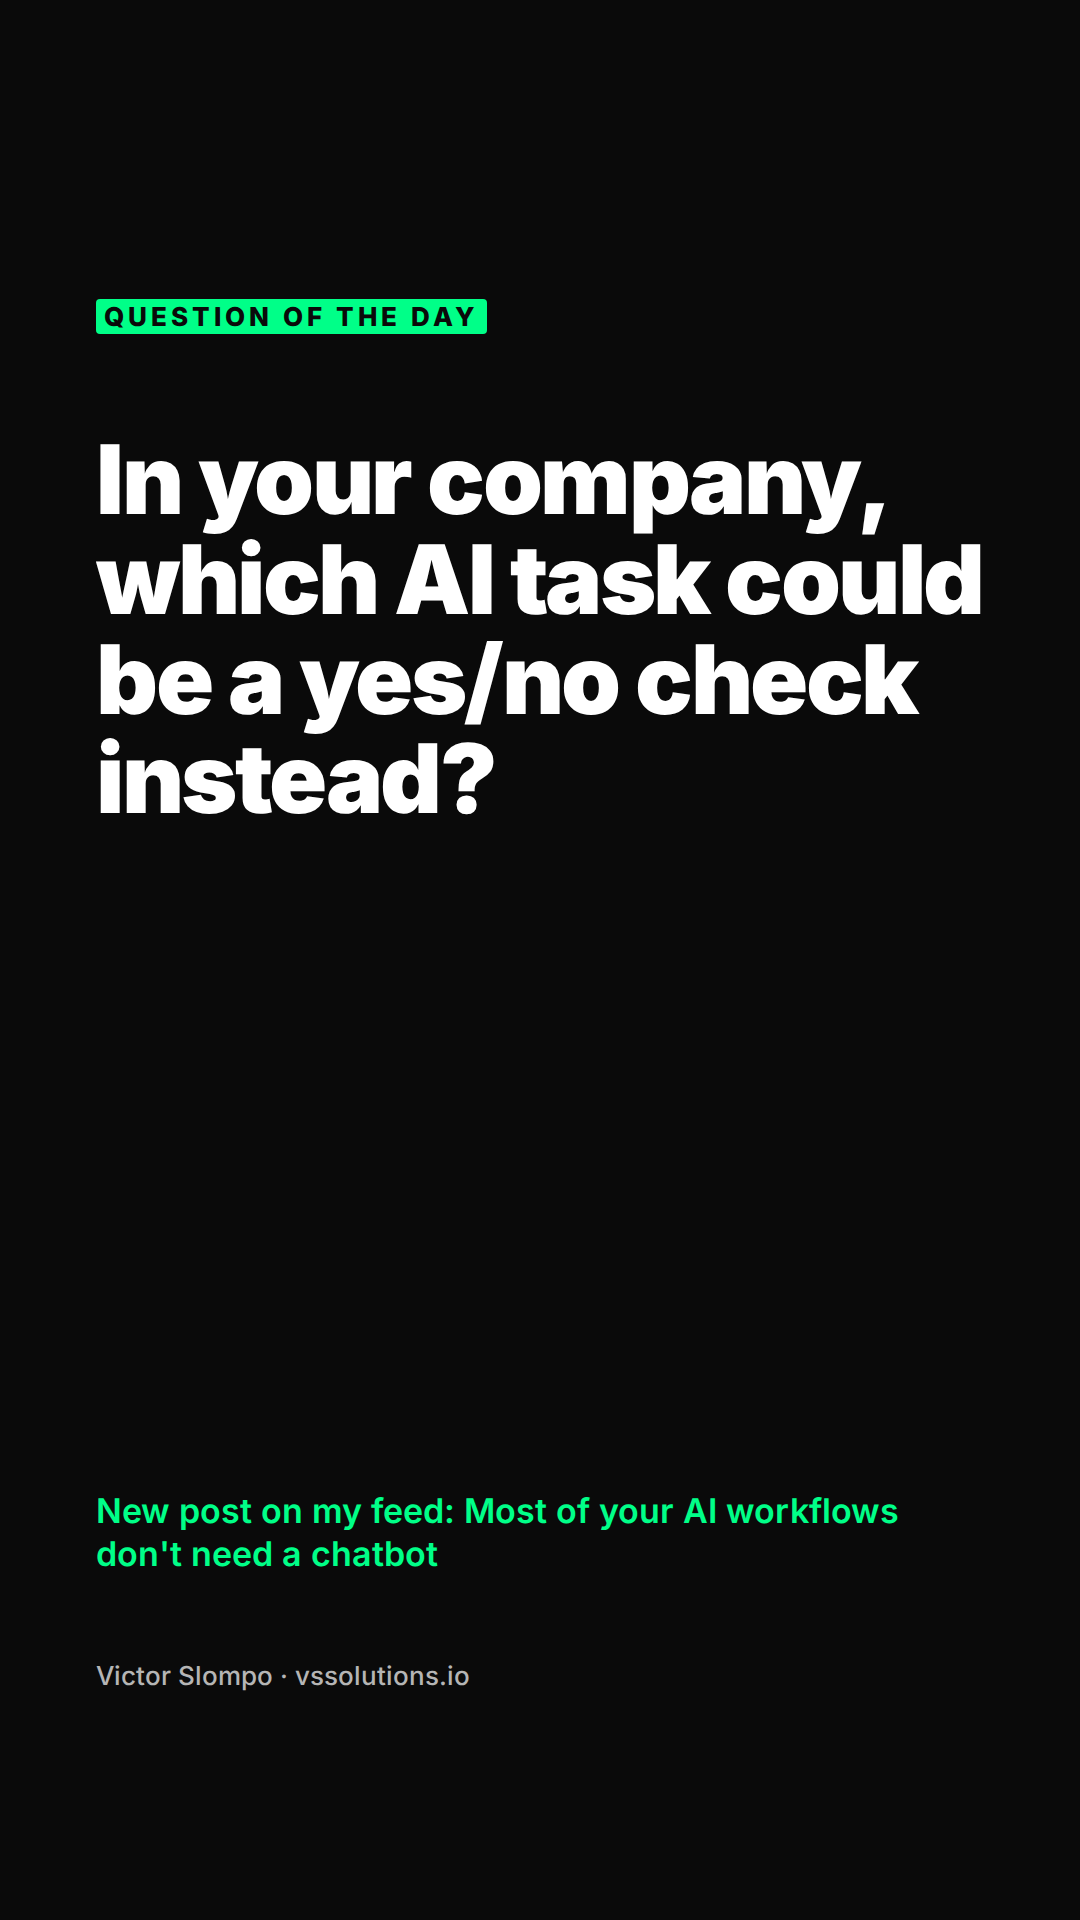 QUESTION OF THE DAY
In your company,
which AI task could
be a yes/no check
instead?
New post on my feed: Most of your AI workflows
don't need a chatbot
Victor Slompo · vssolutions.io